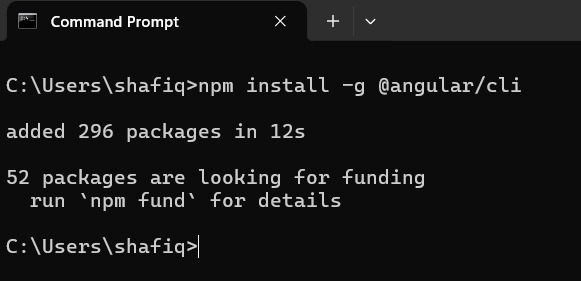 Command Prompt
C:\Users\shafiq>npm install -g @angular/cli
added 296 packages in 12s
52 packages are looking for funding
  run `npm fund` for details
C:\Users\shafiq>